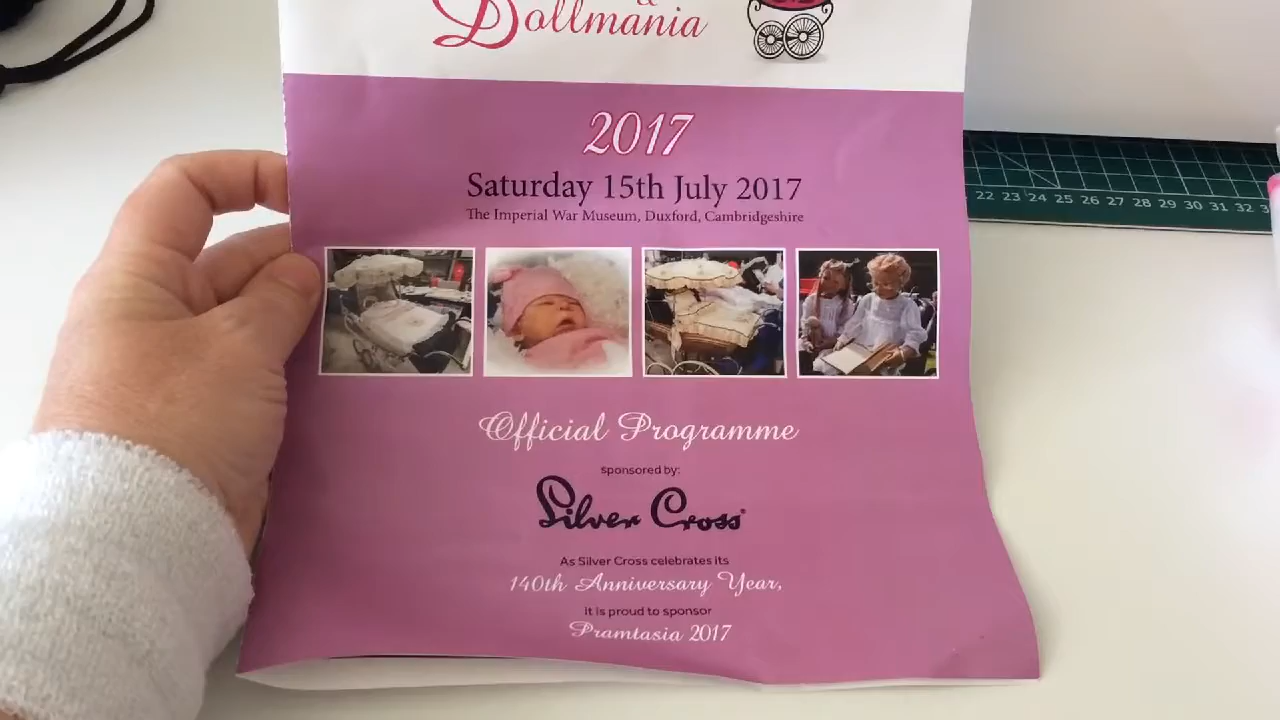 &
Dollmania
2017
Saturday 15th July 2017
The Imperial War Museum, Duxford, Cambridgeshire
Official Programme
sponsored by:
Silver Cross
As Silver Cross celebrates its
140th Anniversary Year,
it is proud to sponsor
Pramtasia 2017
22 23 24 25 26 27 28 29 30 31 32 3